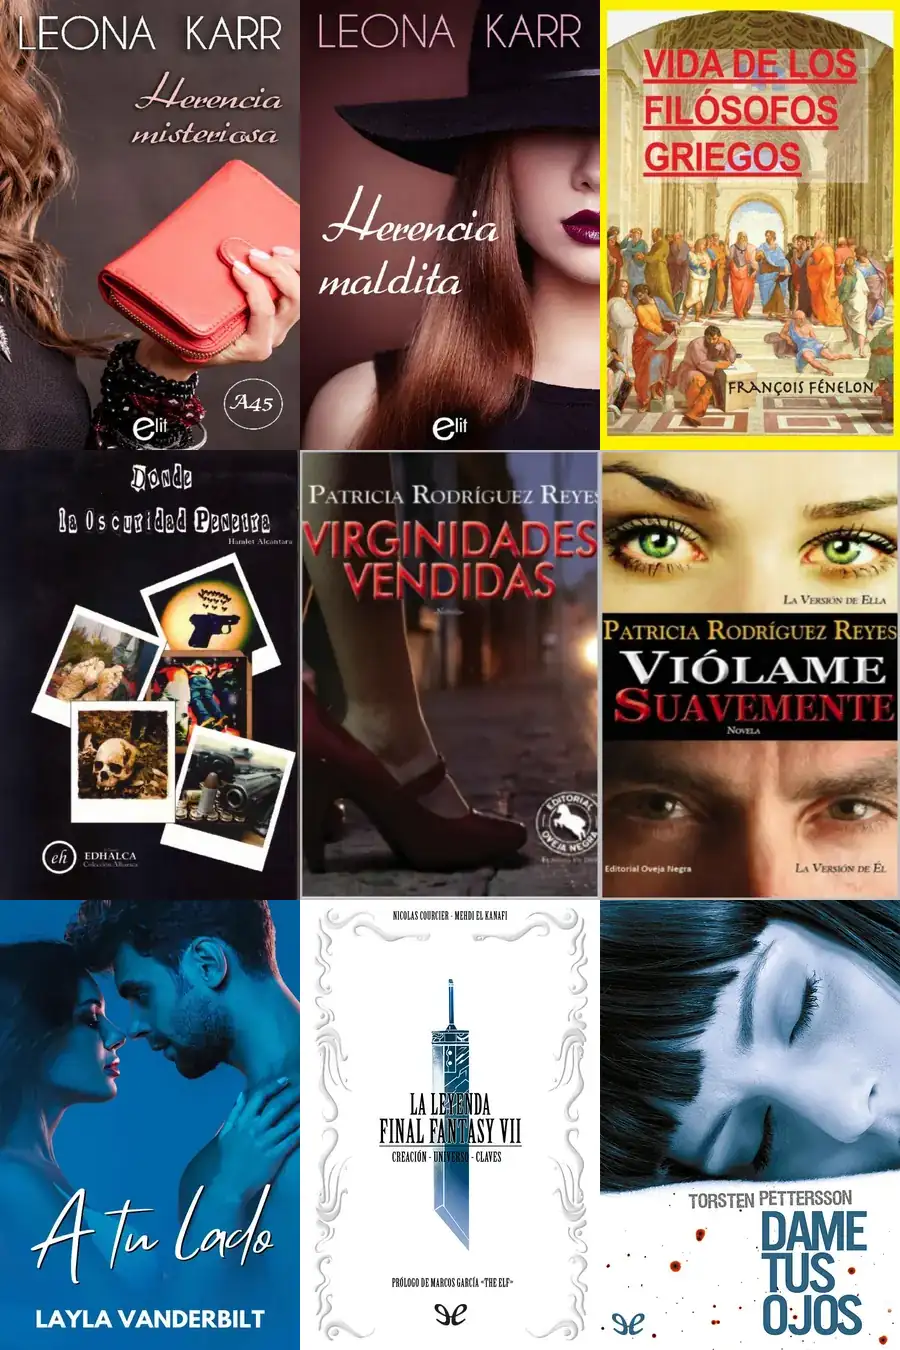 LEONA KARR
Herencia
misteriosa
A45
elit
LEONA KARR
Herencia
maldita
elit
VIDA DE LOS
FILÓSOFOS
GRIEGOS
FRANÇOIS FÉNELON
Donde
la Oscuridad Penetra
Hamlet Alcantara
eh
EDHALCA
PATRICIA RODRÍGUEZ REYES
VIRGINIDADES
VENDIDAS
EDITORIAL
OVEJA NEGRA
LA VERSIÓN DE ELLA
PATRICIA RODRÍGUEZ REYES
VIÓLAME
SUAVEMENTE
NOVELA
Editorial Oveja Negra
LA VERSIÓN DE ÉL
A tu lado
LAYLA VANDERBILT
NICOLAS COURCIER - MEHDI EL KANAFI
LA LEYENDA
FINAL FANTASY VII
CREACIÓN - UNIVERSO - CLAVES
PRÓLOGO DE MARCOS GARCÍA "THE ELF"
TORSTEN PETTERSSON
DAME
TUS
OJOS